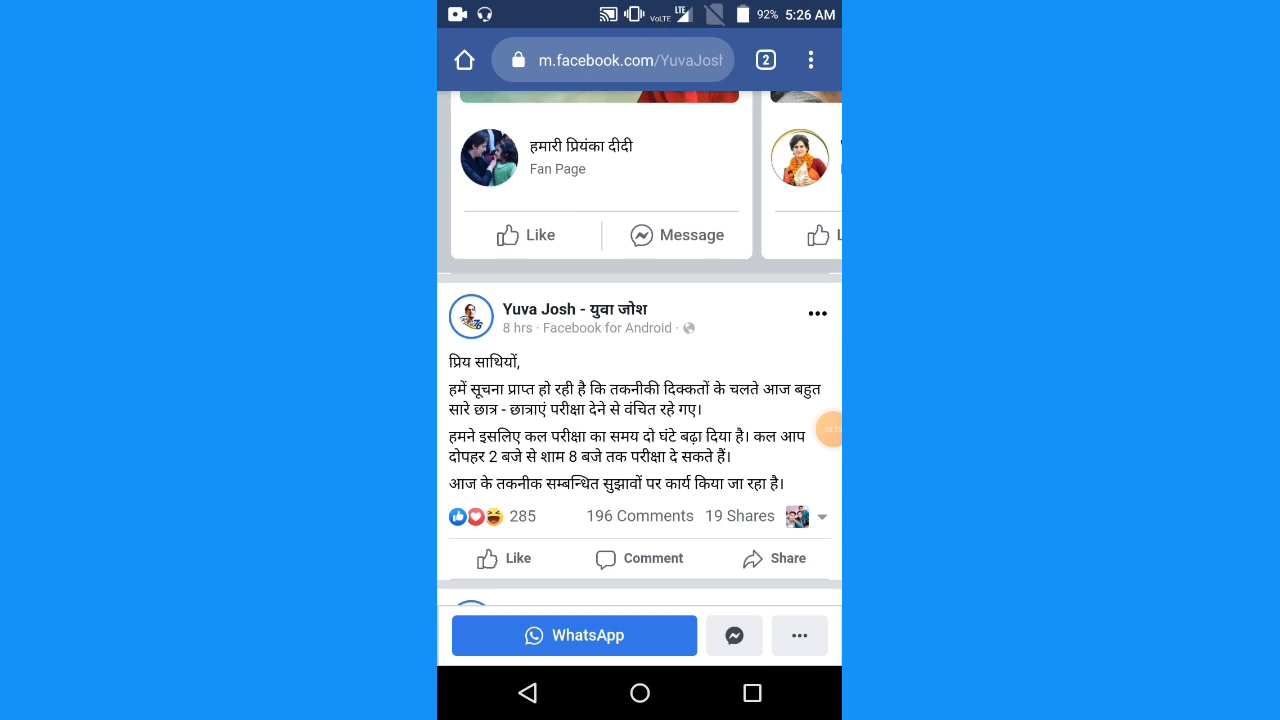 VoLTE LTE 92% 5:26 AM
m.facebook.com/YuvaJosh 2
हमारी प्रियंका दीदी
Fan Page
Like Message
Yuva Josh - युवा जोश
8 hrs · Facebook for Android ·
प्रिय साथियों,
हमें सूचना प्राप्त हो रही है कि तकनीकी दिक्कतों के चलते आज बहुत
सारे छात्र - छात्राएं परीक्षा देने से वंचित रहे गए।
हमने इसलिए कल परीक्षा का समय दो घंटे बढ़ा दिया है। कल आप
दोपहर 2 बजे से शाम 8 बजे तक परीक्षा दे सकते हैं।
आज के तकनीक सम्बन्धित सुझावों पर कार्य किया जा रहा है।
285 196 Comments 19 Shares
Like Comment Share
WhatsApp